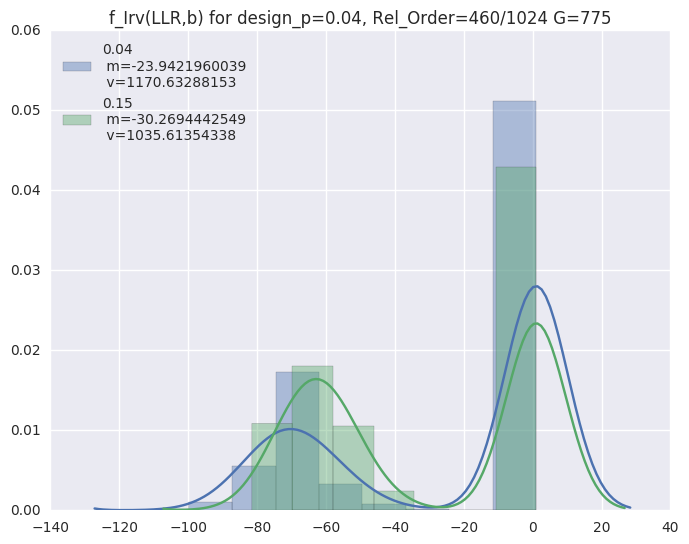 f_Irv(LLR,b) for design_p=0.04, Rel_Order=460/1024 G=775
0.06
0.05
0.04
0.03
0.02
0.01
0.00
0.04
m=-23.9421960039
v=1170.63288153
0.15
m=-30.2694442549
v=1035.61354338
−140 −120 −100 −80 −60 −40 −20 0 20 40